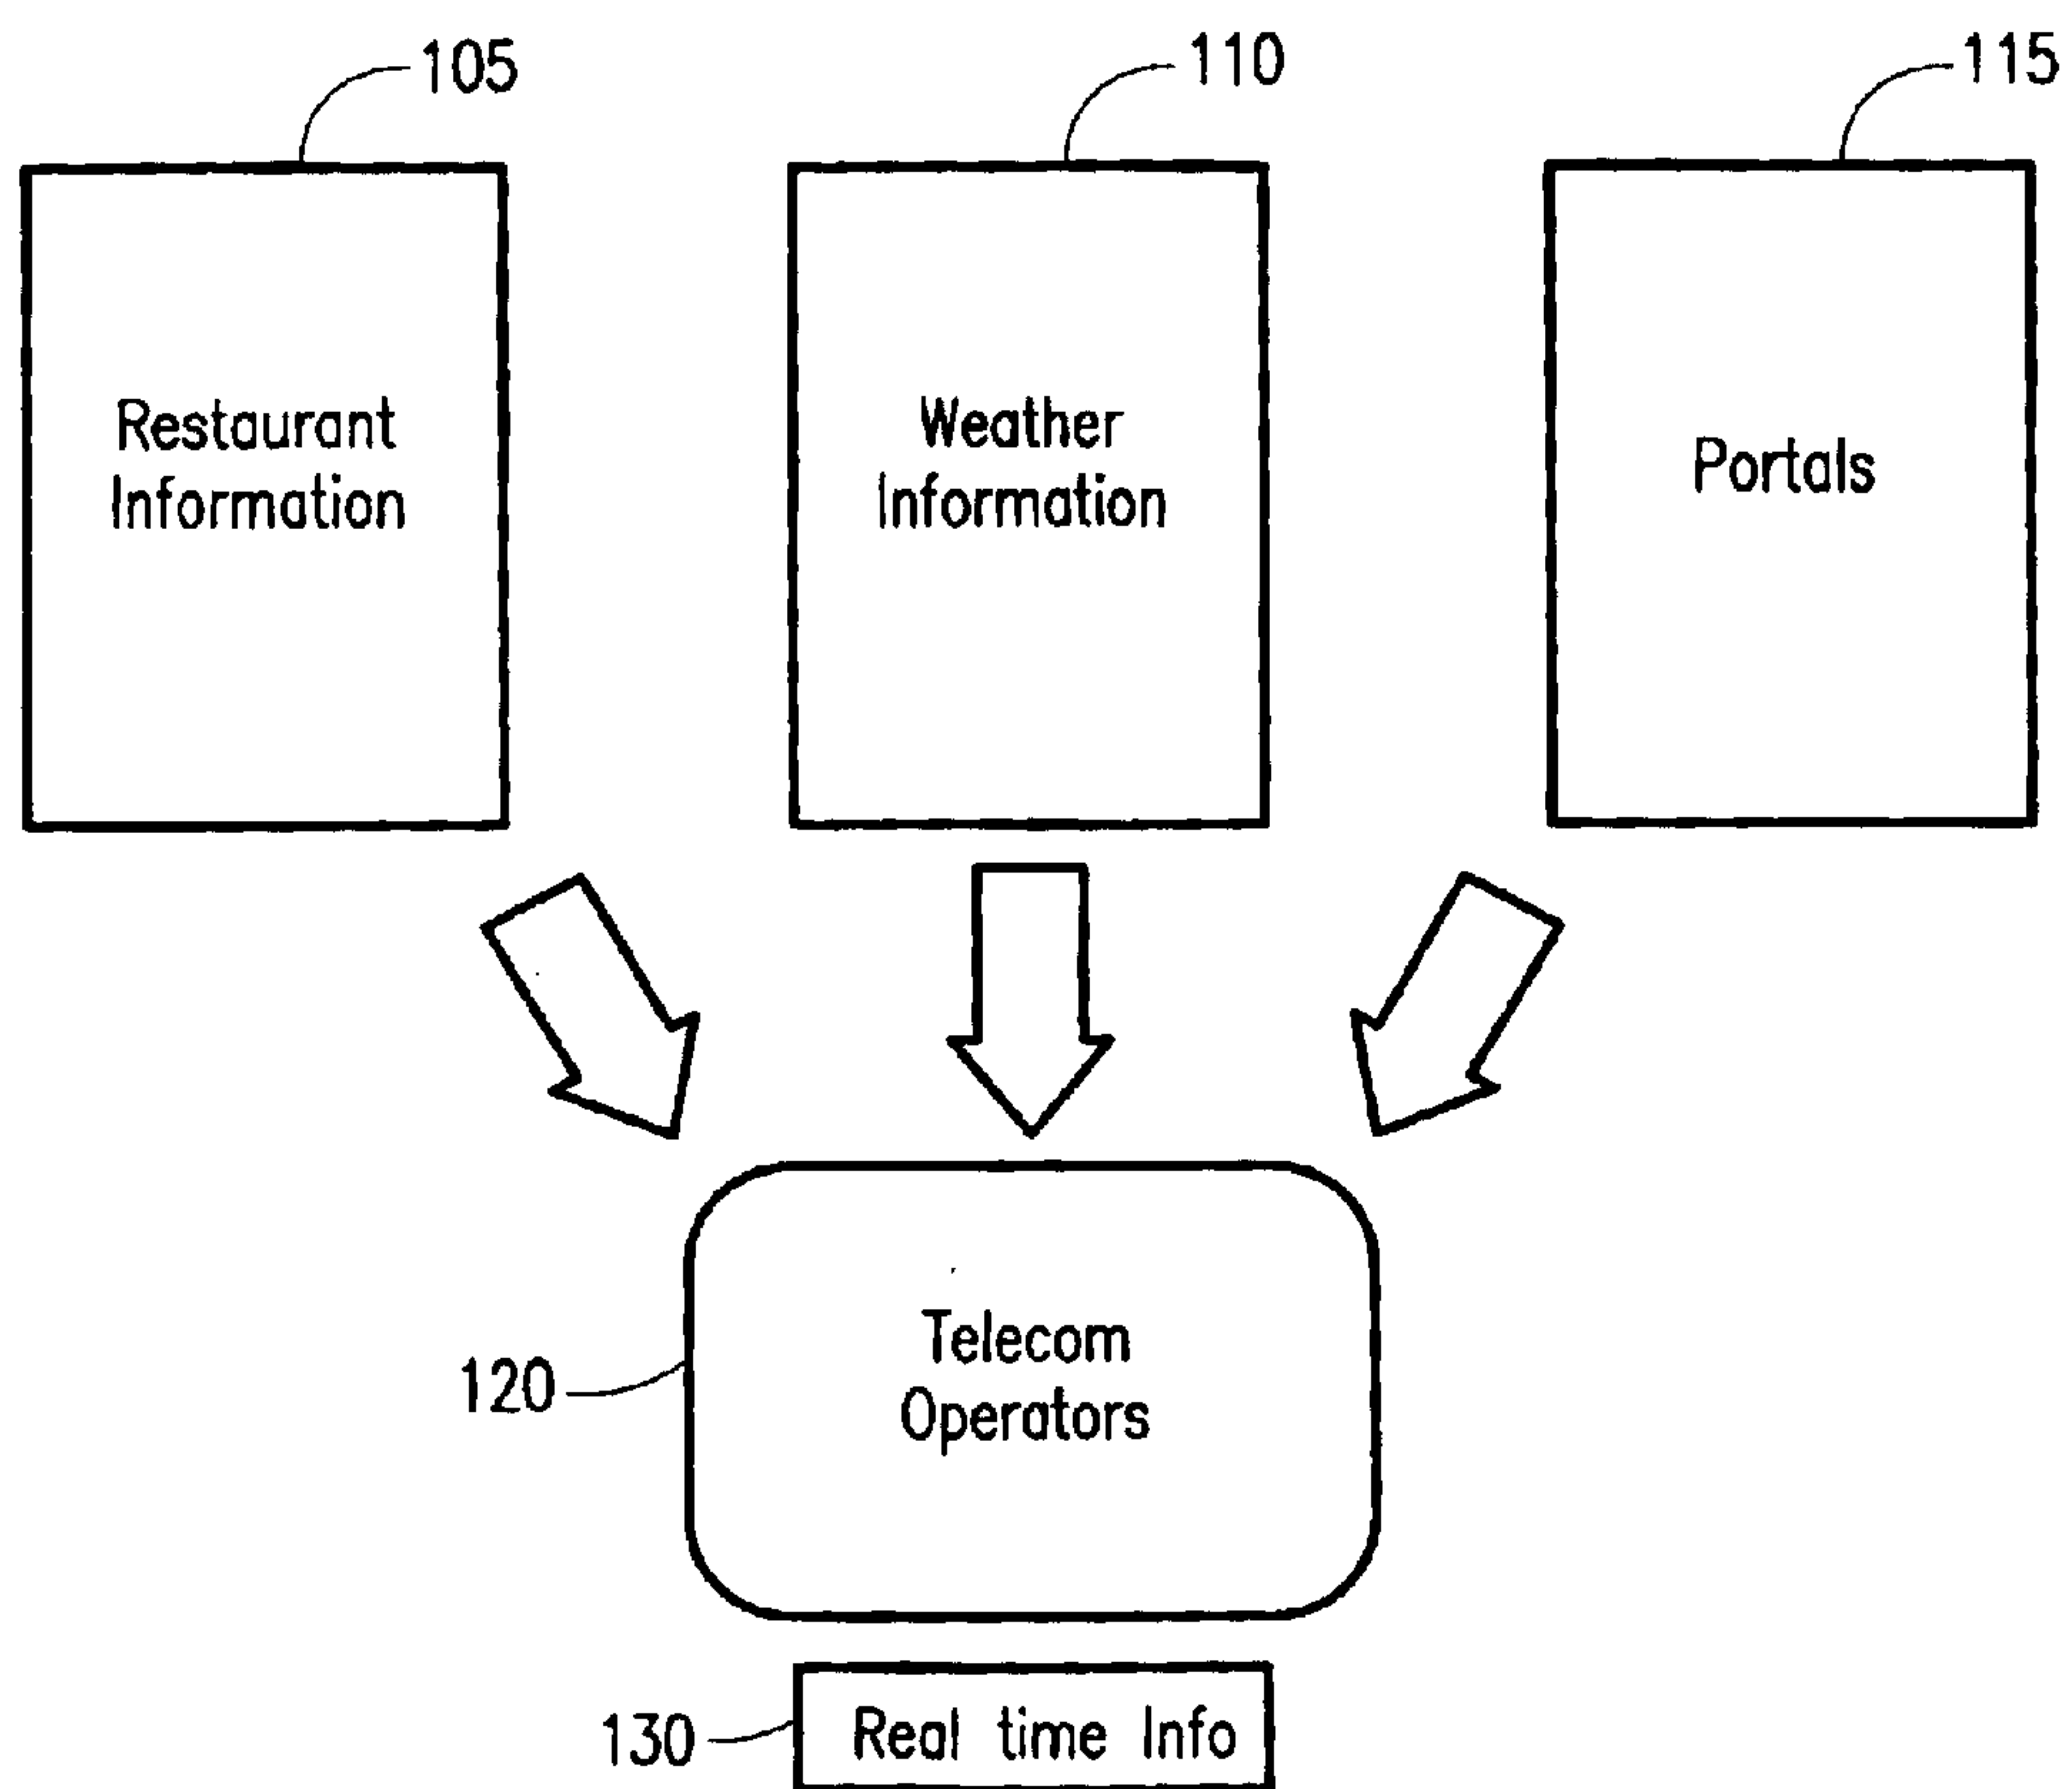 105
110
115
Restaurant
Information
Weather
Information
Portals
Telecom
Operators
120
130
Real time Info